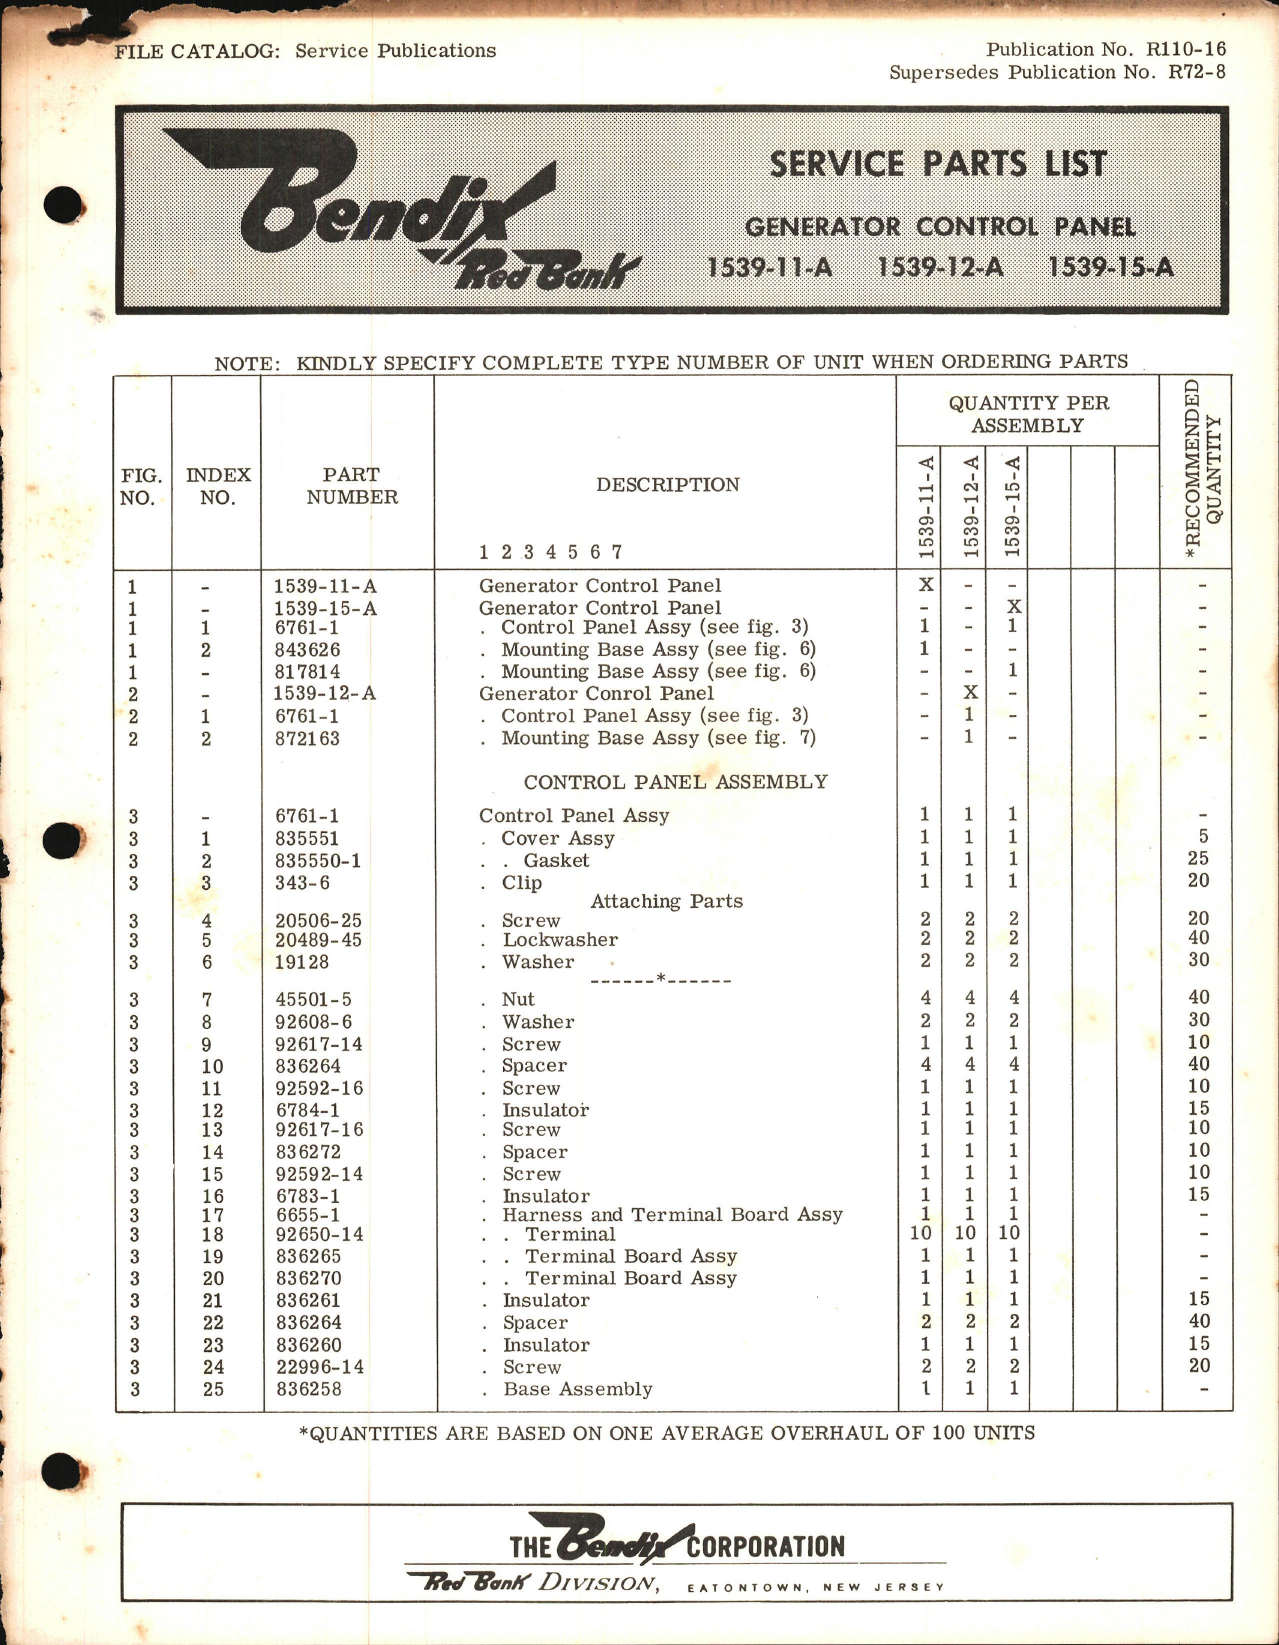 FILE CATALOG: Service Publications
Publication No. R110-16
Supersedes Publication No. R72-8
Bendix
Red Bank
SERVICE PARTS LIST
GENERATOR CONTROL PANEL
1539-11-A 1539-12-A 1539-15-A
NOTE: KINDLY SPECIFY COMPLETE TYPE NUMBER OF UNIT WHEN ORDERING PARTS
FIG. NO. INDEX NO. PART NUMBER DESCRIPTION QUANTITY PER ASSEMBLY *RECOMMENDED QUANTITY
1 2 3 4 5 6 7 1539-11-A 1539-12-A 1539-15-A
1 - 1539-11-A Generator Control Panel X - - -
1 - 1539-15-A Generator Control Panel - - X -
1 1 6761-1 . Control Panel Assy (see fig. 3) 1 - 1 -
1 2 843626 . Mounting Base Assy (see fig. 6) 1 - - -
1 - 817814 . Mounting Base Assy (see fig. 6) - - 1 -
2 - 1539-12-A Generator Conrol Panel - X - -
2 1 6761-1 . Control Panel Assy (see fig. 3) - 1 - -
2 2 872163 . Mounting Base Assy (see fig. 7) - 1 - -
CONTROL PANEL ASSEMBLY
3 - 6761-1 Control Panel Assy 1 1 1 -
3 1 835551 . Cover Assy 1 1 1 5
3 2 835550-1 . . Gasket 1 1 1 25
3 3 343-6 . Clip 1 1 1 20
Attaching Parts
3 4 20506-25 . Screw 2 2 2 20
3 5 20489-45 . Lockwasher 2 2 2 40
3 6 19128 . Washer 2 2 2 30
------*------
3 7 45501-5 . Nut 4 4 4 40
3 8 92608-6 . Washer 2 2 2 30
3 9 92617-14 . Screw 1 1 1 10
3 10 836264 . Spacer 4 4 4 40
3 11 92592-16 . Screw 1 1 1 10
3 12 6784-1 . Insulator 1 1 1 15
3 13 92617-16 . Screw 1 1 1 10
3 14 836272 . Spacer 1 1 1 10
3 15 92592-14 . Screw 1 1 1 10
3 16 6783-1 . Insulator 1 1 1 15
3 17 6655-1 . Harness and Terminal Board Assy 1 1 1 -
3 18 92650-14 . . Terminal 10 10 10 -
3 19 836265 . . Terminal Board Assy 1 1 1 -
3 20 836270 . . Terminal Board Assy 1 1 1 -
3 21 836261 . Insulator 1 1 1 15
3 22 836264 . Spacer 2 2 2 40
3 23 836260 . Insulator 1 1 1 15
3 24 22996-14 . Screw 2 2 2 20
3 25 836258 . Base Assembly 1 1 1 -
*QUANTITIES ARE BASED ON ONE AVERAGE OVERHAUL OF 100 UNITS
THE Bendix CORPORATION
Red Bank DIVISION, EATONTOWN, NEW JERSEY